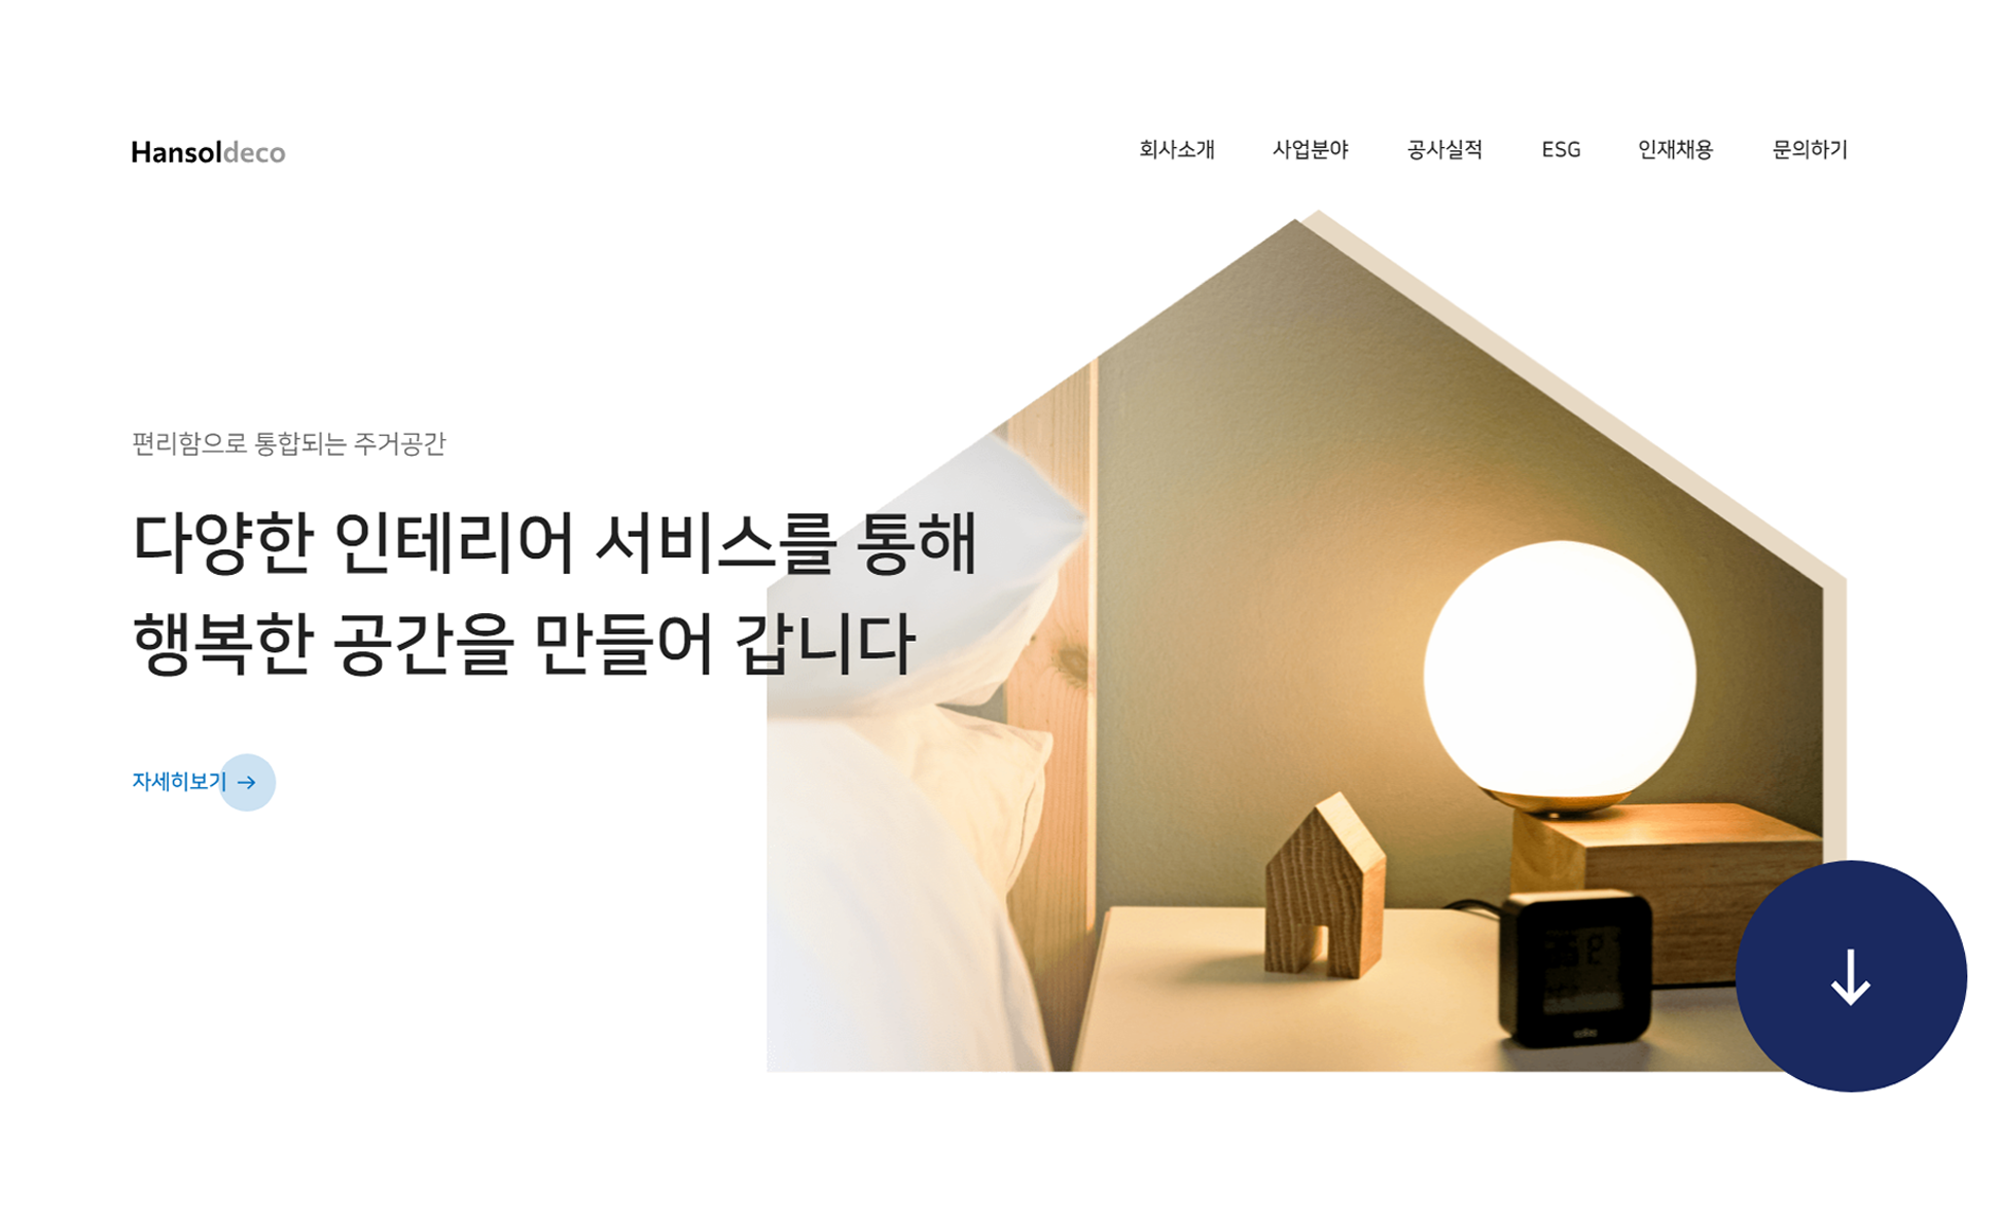 Hansoldeco
회사소개 사업분야 공사실적 ESG 인재채용 문의하기
편리함으로 통합되는 주거공간
다양한 인테리어 서비스를 통해
행복한 공간을 만들어 갑니다
자세히보기